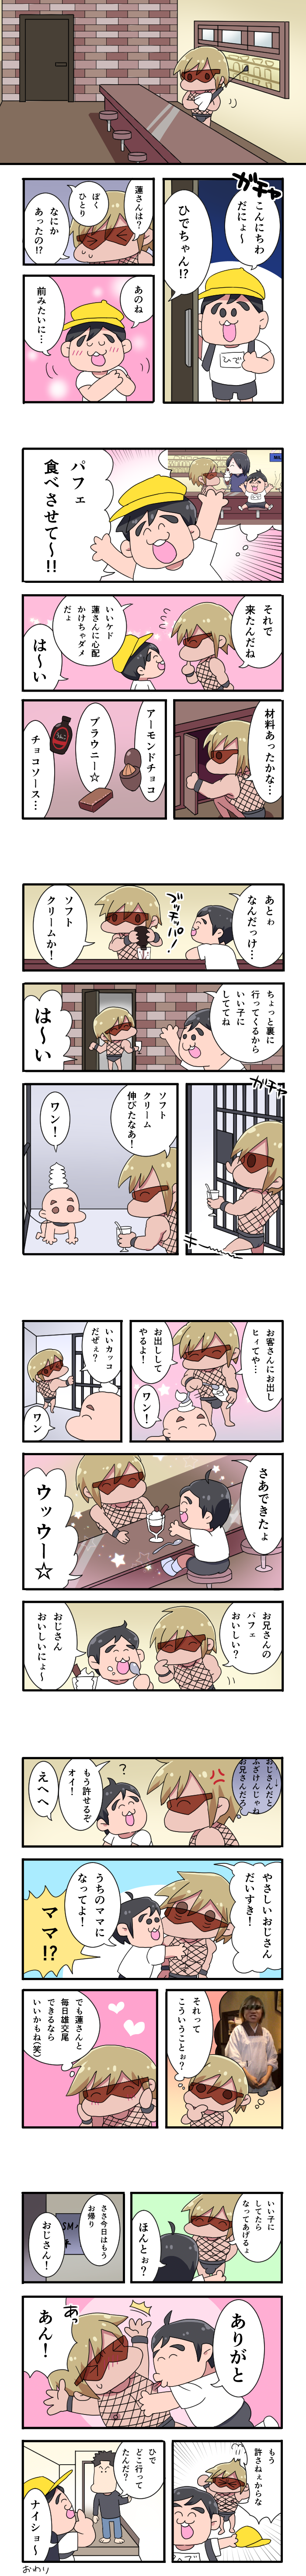 ガチャ
こんにちわ
だにょ～
ひでちゃん!?
ひで
蓮さんは?
ぼく
ひとり
なにか
あったの!?
あのね
前みたいに…
パフェ
食べさせて～!!
それで
来たんだね
いいケド
蓮さんに心配
かけちゃダメ
だょ
は～い
材料あったかな…
アーモンドチョコ
ブラウニー☆
チョコソース…
あとゎ
なんだっけ…
ブッチッパ!
ソフト
クリームか!
ちょっと裏に
行ってくるから
いい子に
しててね
は～い
ガチャ
ソフト
クリーム
伸びたなあ!
ワン!
お客さんにお出し
ヒィてや…
ワン!
お出しして
やるよ!
いいカッコ
だぜぇ?
ワン
さあできたょ
ウッウー☆
お兄さんの
パフェ
おいしい?
おじさん
おいしいにょ～
おじさんだと
ふざけんじゃねぇ
お兄さんだろ
?
もう許せるぞ
オイ!
えへへ
やさしいおじさん
だいすき!
うちのママに
なってよ!
ママ
!?
それって
こういうことぉ?
でも蓮さんと
毎日雄交尾
できるなら
いいかもね(笑)
いい子に
してたら
なってあげるょ
ほんとぉ?
ささ今日はもう
お帰り
おじさん!
SM
ありがと
あっ
あん!
もう
許さねぇからな
ひで
ひで
どこ行って
たんだ?
ナイショ～
おわり